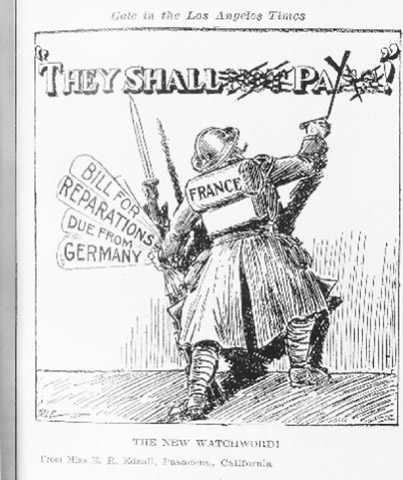 Gale in the Los Angeles Times
"THEY SHALL PAY!"
BILL FOR
REPARATIONS
DUE FROM
GERMANY
FRANCE
THE NEW WATCHWORD!
From Miss E. R. Edsall, Pasadena, California